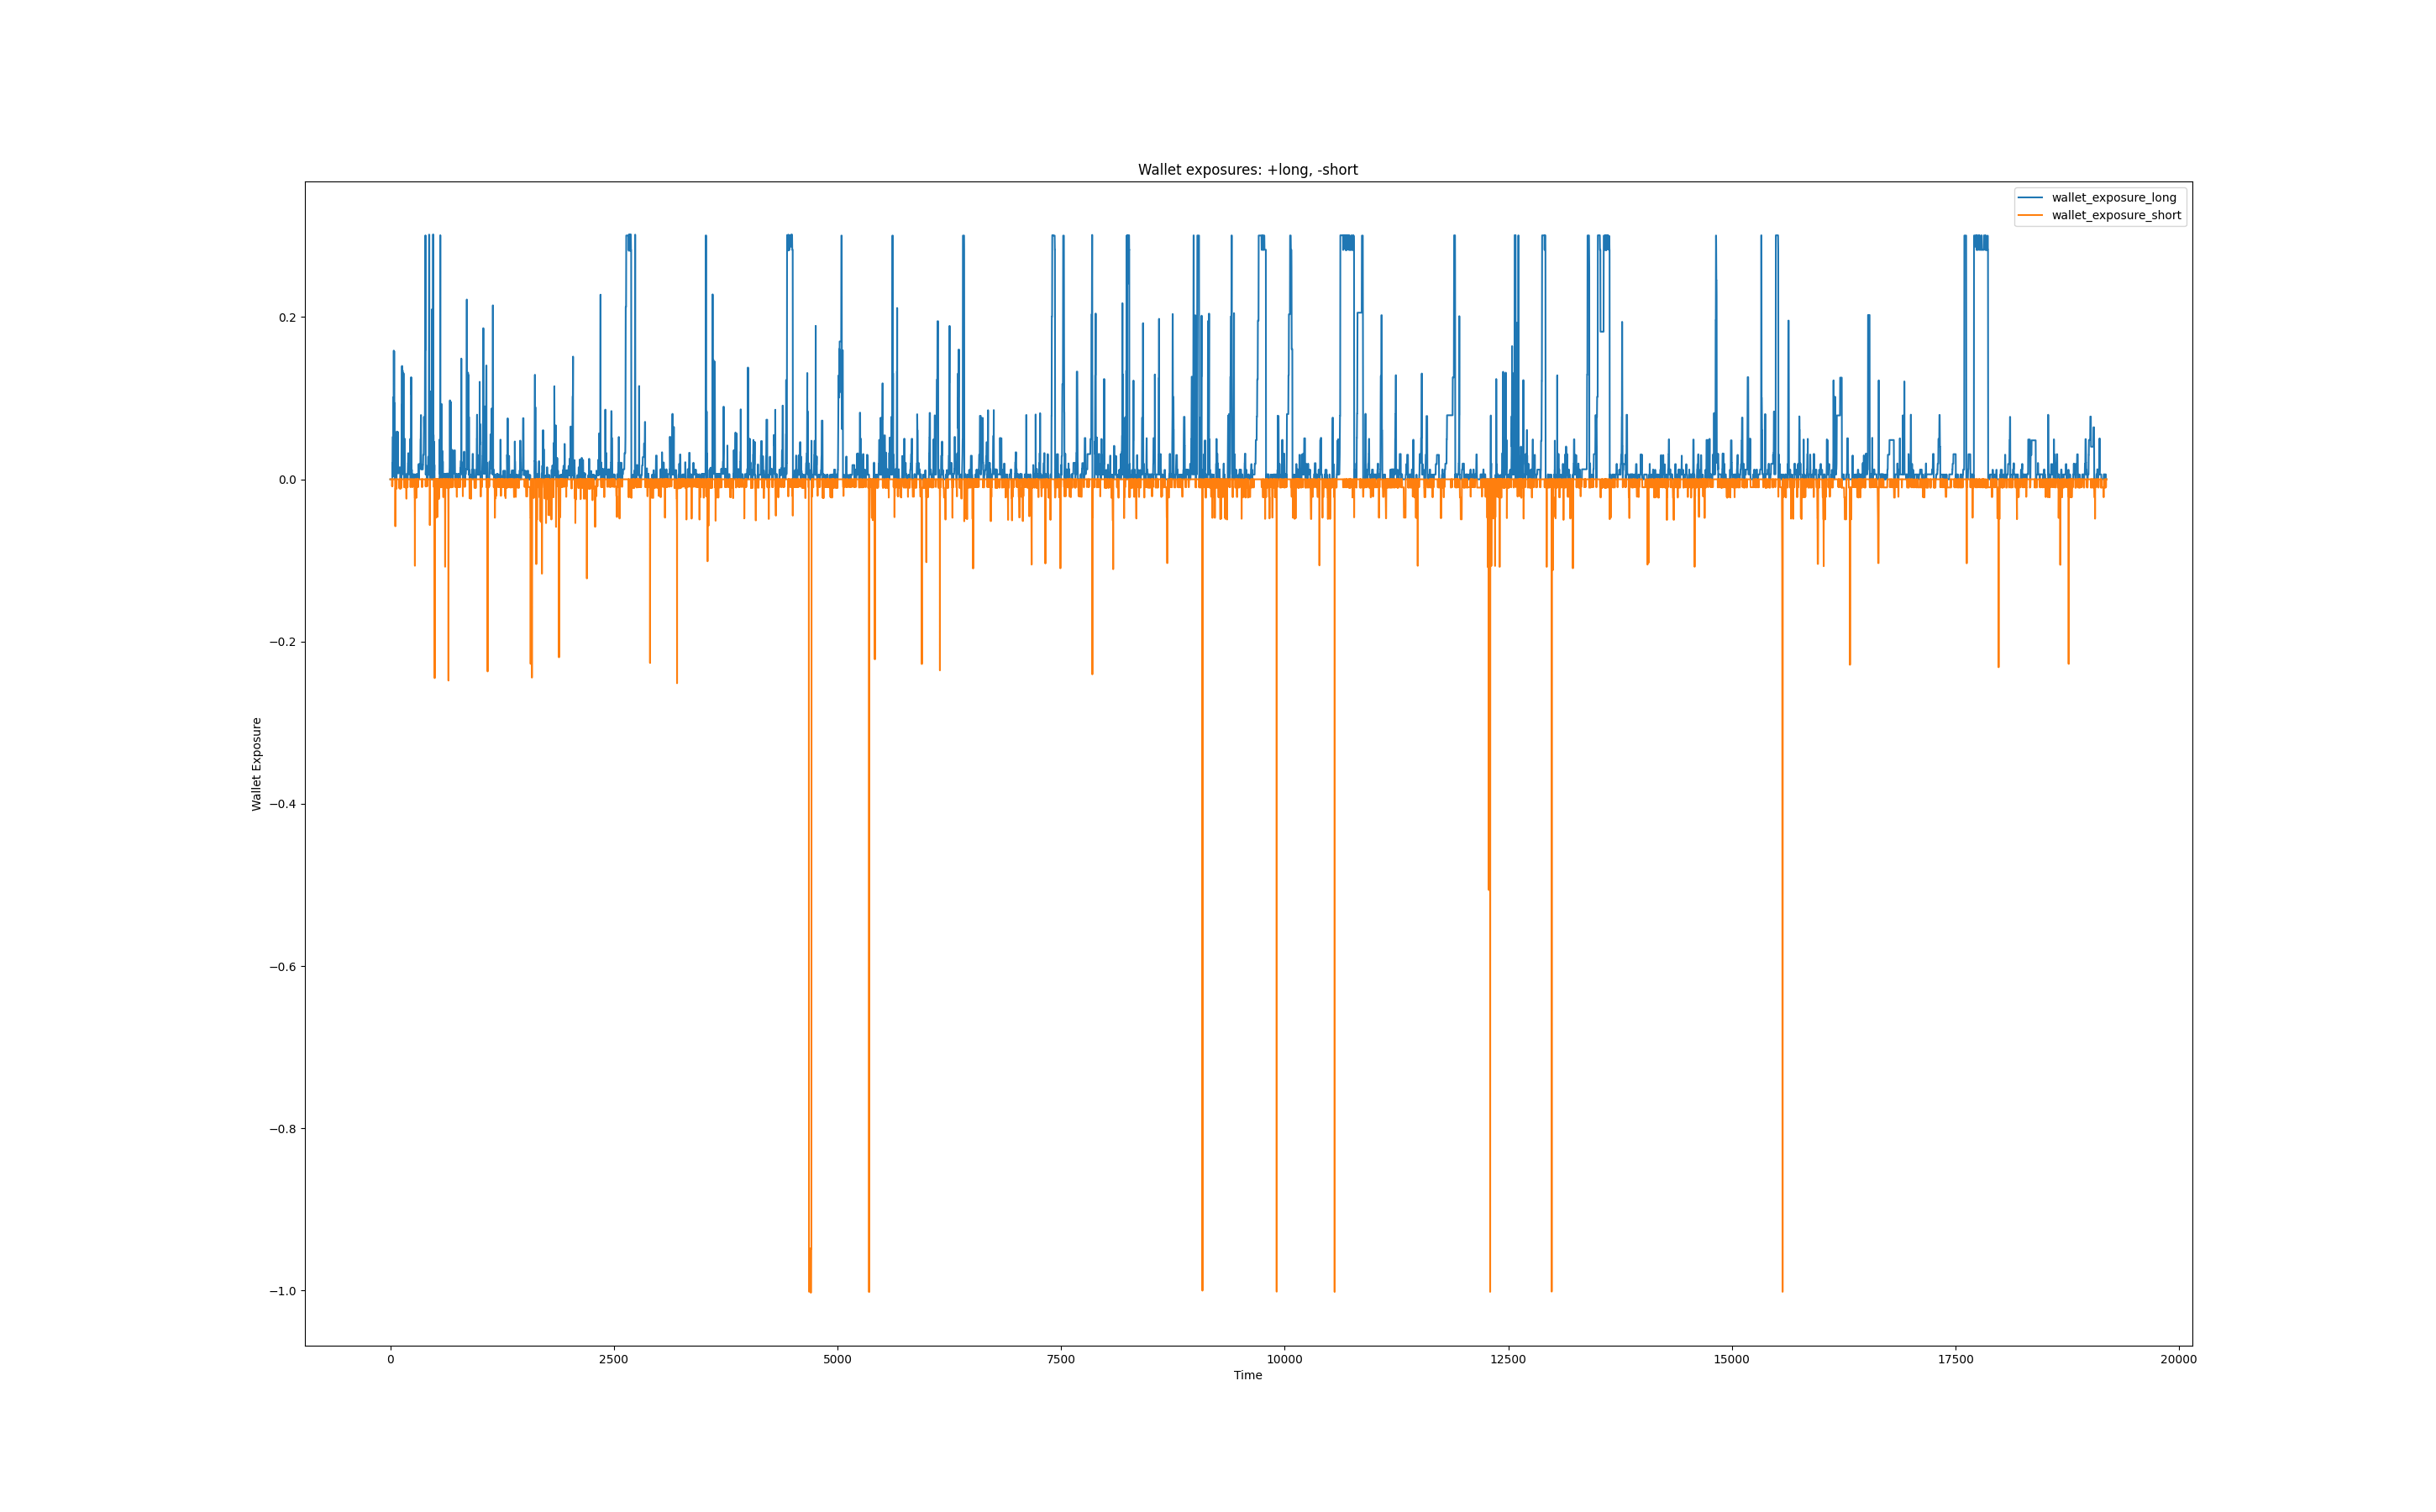 Wallet exposures: +long, -short
wallet_exposure_long
wallet_exposure_short
0.2
0.0
−0.2
−0.4
−0.6
−0.8
−1.0
Wallet Exposure
0 2500 5000 7500 10000 12500 15000 17500 20000
Time